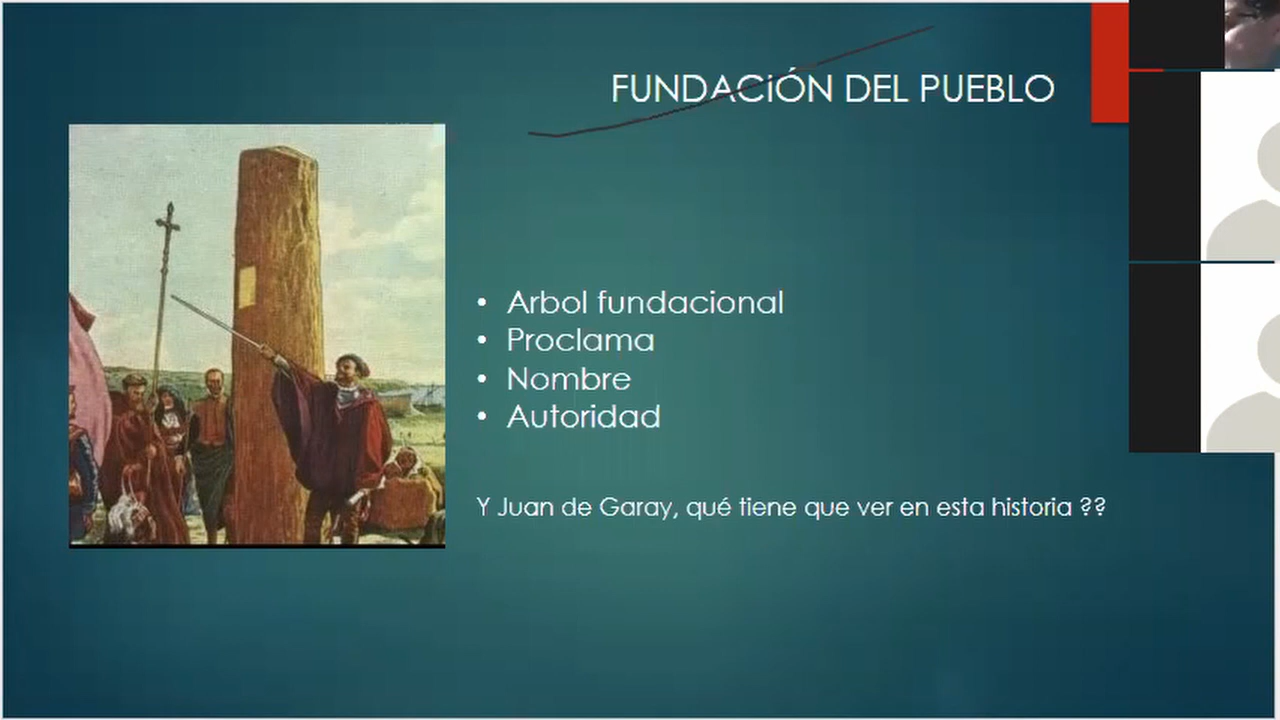 FUNDACiÓN DEL PUEBLO
• Arbol fundacional
• Proclama
• Nombre
• Autoridad
Y Juan de Garay, qué tiene que ver en esta historia ??